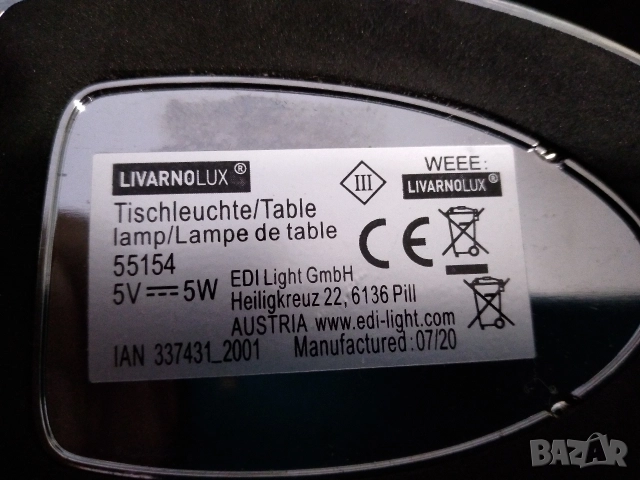 LIVARNOLUX®
III
WEEE:
LIVARNOLUX®
Tischleuchte/Table
lamp/Lampe de table
CE
55154
5V⎓5W
EDI Light GmbH
Heiligkreuz 22, 6136 Pill
AUSTRIA www.edi-light.com
IAN 337431_2001
Manufactured:07/20
BAZAR